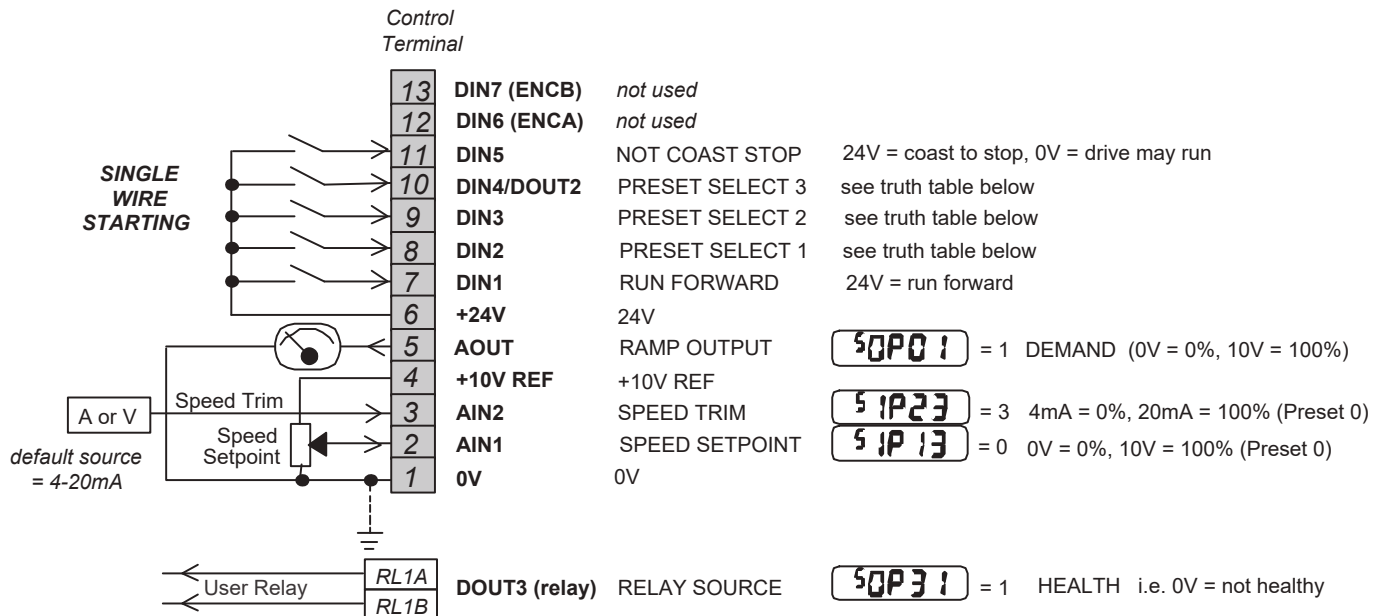 Control
Terminal
13 DIN7 (ENCB) not used
12 DIN6 (ENCA) not used
11 DIN5 NOT COAST STOP 24V = coast to stop, 0V = drive may run
SINGLE
WIRE
STARTING
10 DIN4/DOUT2 PRESET SELECT 3 see truth table below
9 DIN3 PRESET SELECT 2 see truth table below
8 DIN2 PRESET SELECT 1 see truth table below
7 DIN1 RUN FORWARD 24V = run forward
6 +24V 24V
5 AOUT RAMP OUTPUT SOP01 = 1 DEMAND (0V = 0%, 10V = 100%)
4 +10V REF +10V REF
A or V Speed Trim 3 AIN2 SPEED TRIM SIP23 = 3 4mA = 0%, 20mA = 100% (Preset 0)
Speed
Setpoint 2 AIN1 SPEED SETPOINT SIP13 = 0 0V = 0%, 10V = 100% (Preset 0)
default source
= 4-20mA
1 0V 0V
User Relay RL1A DOUT3 (relay) RELAY SOURCE SOP31 = 1 HEALTH i.e. 0V = not healthy
RL1B